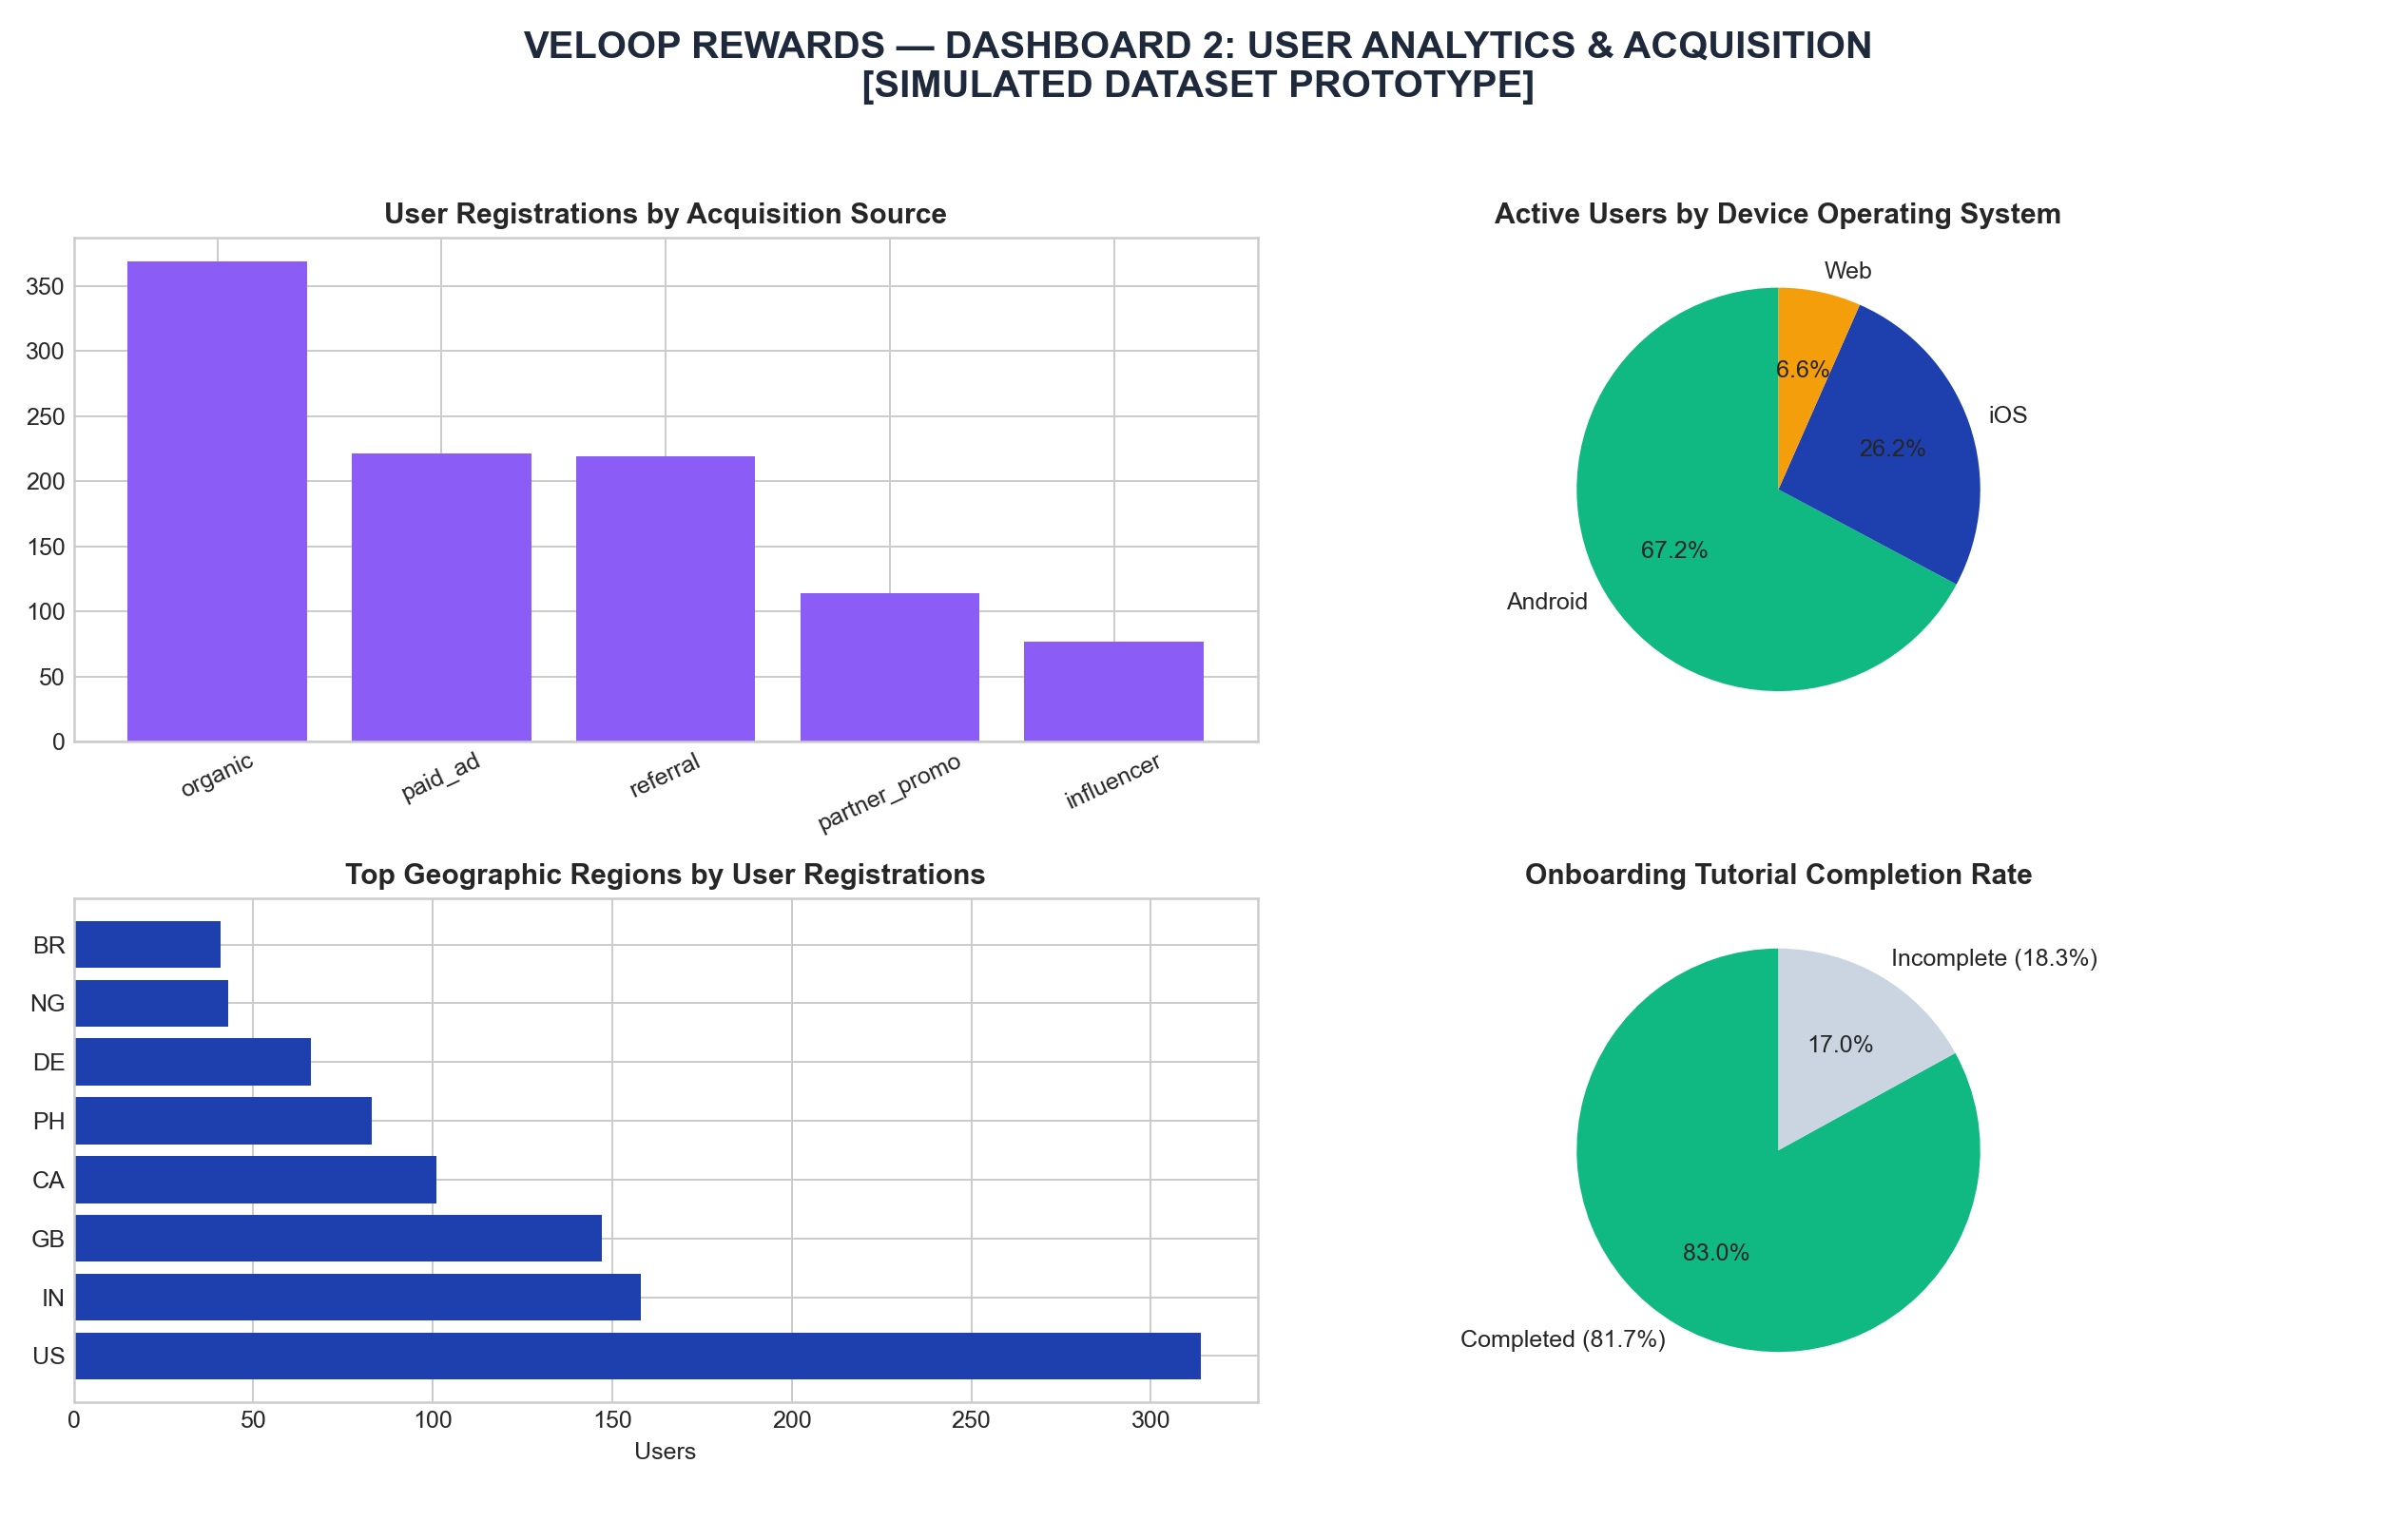 VELOOP REWARDS — DASHBOARD 2: USER ANALYTICS & ACQUISITION
[SIMULATED DATASET PROTOTYPE]
User Registrations by Acquisition Source
350
300
250
200
150
100
50
0
organic
paid_ad
referral
partner_promo
influencer
Active Users by Device Operating System
Web
6.6%
iOS
26.2%
67.2%
Android
Top Geographic Regions by User Registrations
BR
NG
DE
PH
CA
GB
IN
US
0 50 100 150 200 250 300
Users
Onboarding Tutorial Completion Rate
Incomplete (18.3%)
17.0%
83.0%
Completed (81.7%)